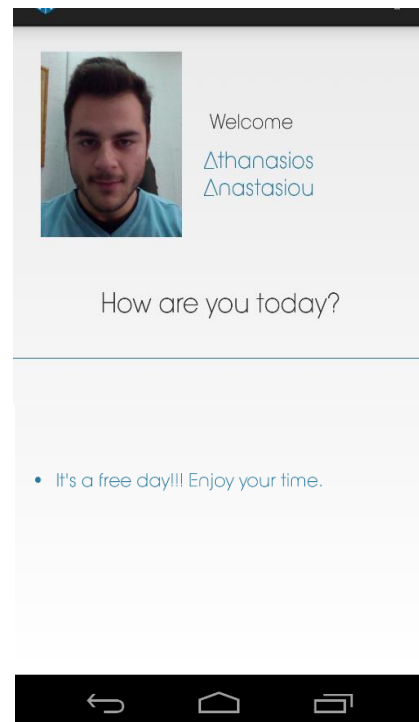 Welcome
Δthanasios
Δnastasiou
How are you today?
• It's a free day!!! Enjoy your time.